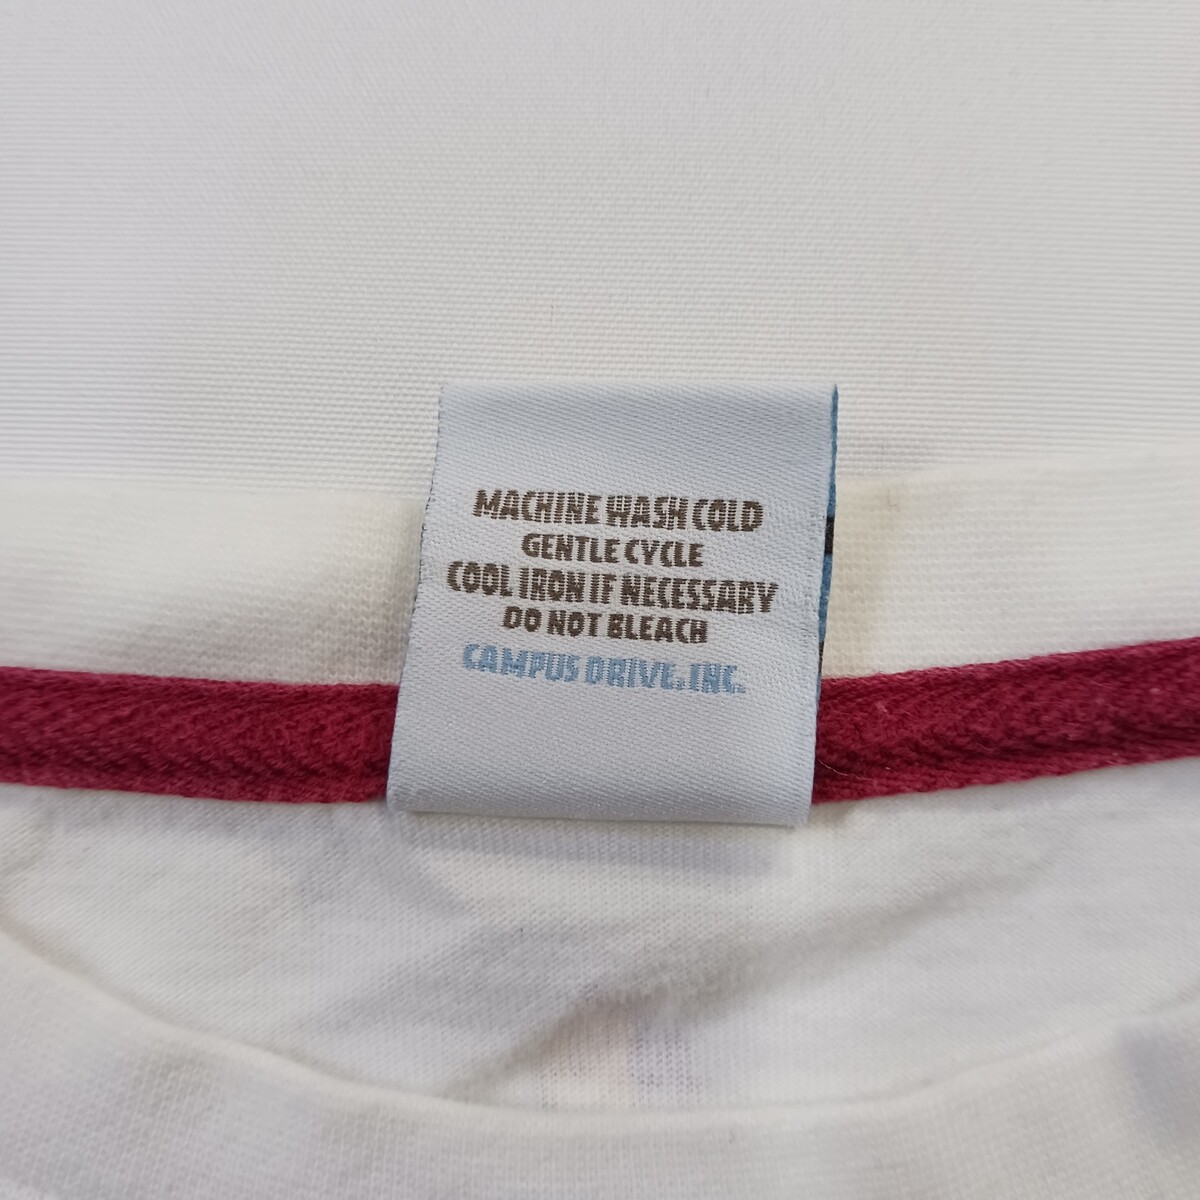 MACHINE WASH COLD
GENTLE CYCLE
COOL IRON IF NECESSARY
DO NOT BLEACH
CAMPUS DRIVE, INC.